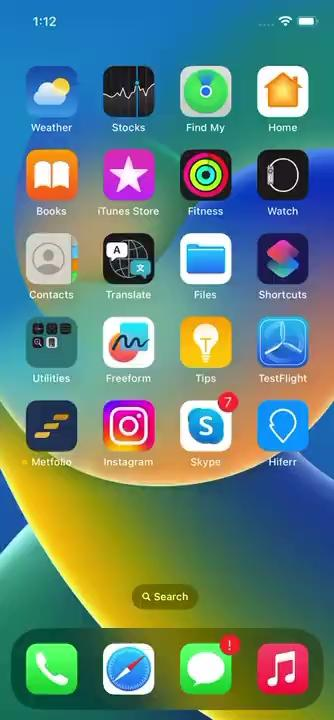 1:12
Weather Stocks Find My Home
Books iTunes Store Fitness Watch
Contacts Translate Files Shortcuts
Utilities Freeform Tips TestFlight
7
Metfolio Instagram Skype Hiferr
Search
!